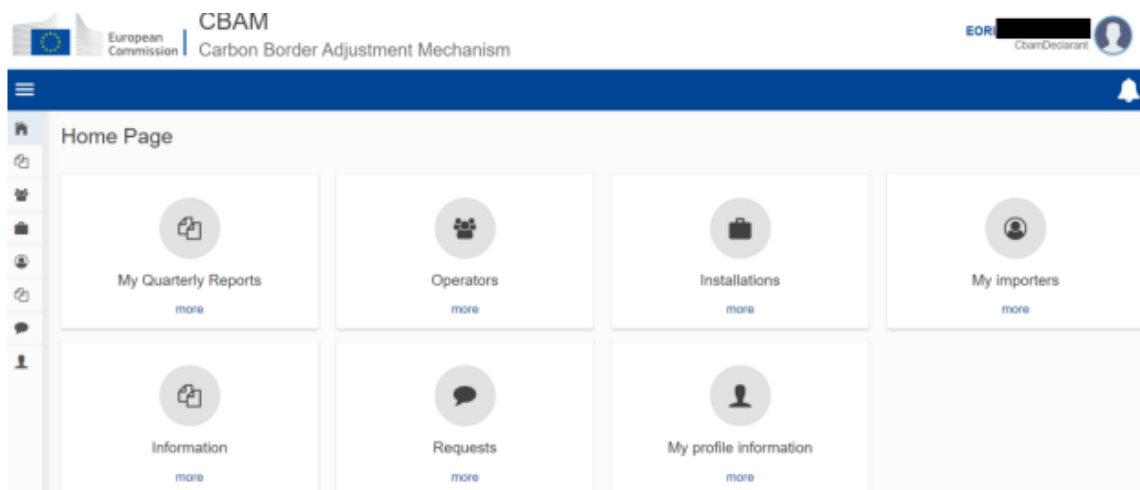 European
Commission
CBAM
Carbon Border Adjustment Mechanism
EORI
CbamDeclarant
Home Page
My Quarterly Reports
more
Operators
more
Installations
more
My importers
more
Information
more
Requests
more
My profile information
more